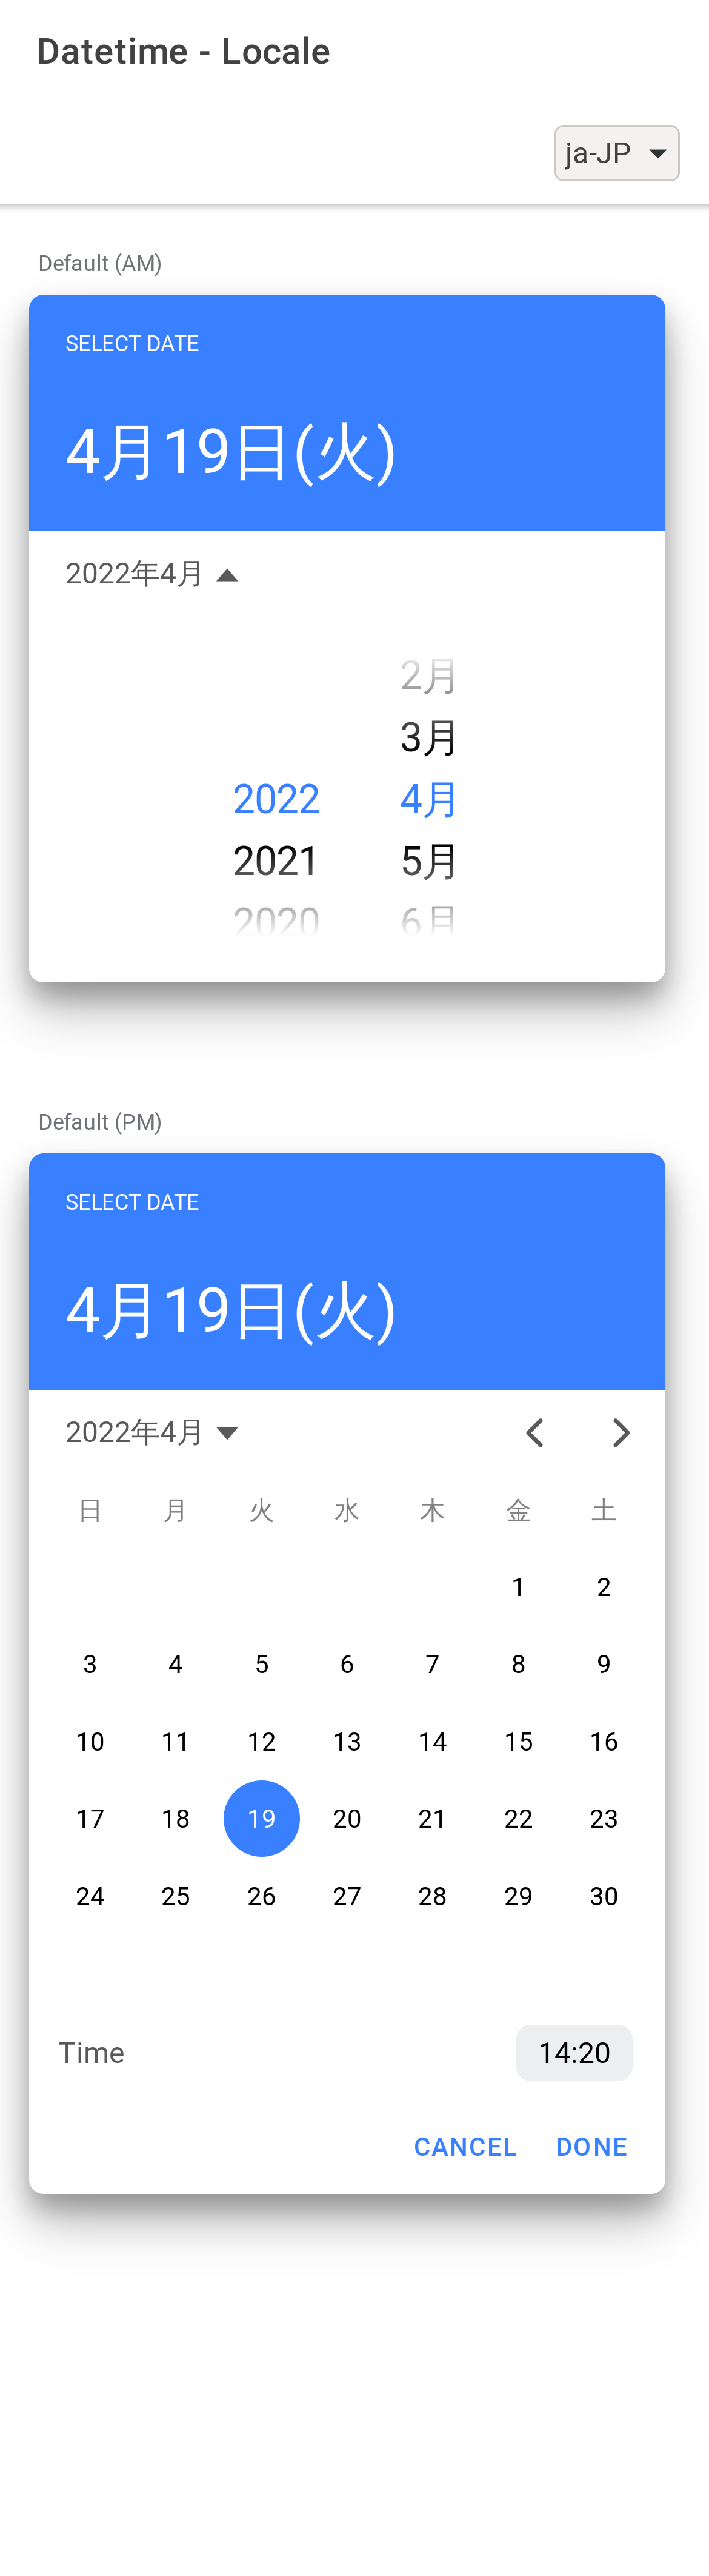 Datetime - Locale
ja-JP
Default (AM)
SELECT DATE
4月19日(火)
2022年4月
2月
3月
2022 4月
2021 5月
2020 6月
Default (PM)
SELECT DATE
4月19日(火)
2022年4月
日 月 火 水 木 金 土
1 2
3 4 5 6 7 8 9
10 11 12 13 14 15 16
17 18 19 20 21 22 23
24 25 26 27 28 29 30
Time 14:20
CANCEL DONE